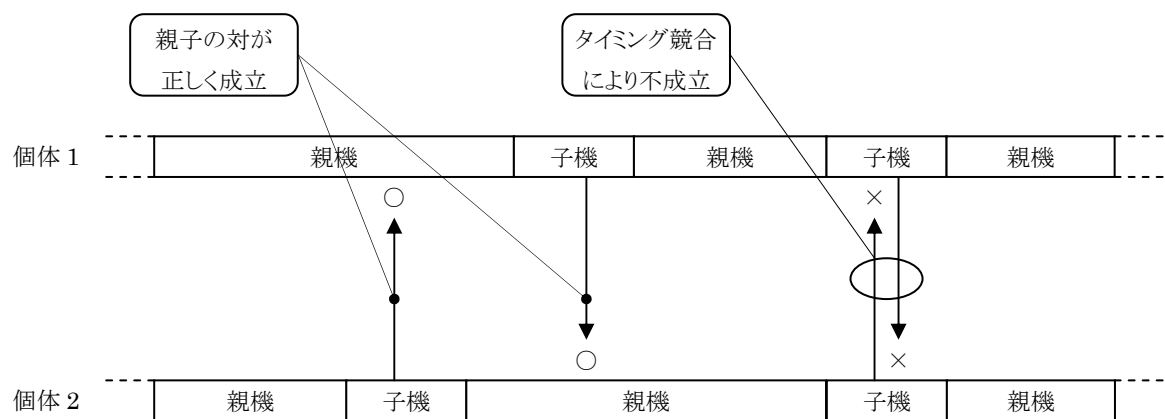 親子の対が
正しく成立
タイミング競合
により不成立
個体 1
親機
子機
親機
子機
親機
○
×
○
×
個体 2
親機
子機
親機
子機
親機